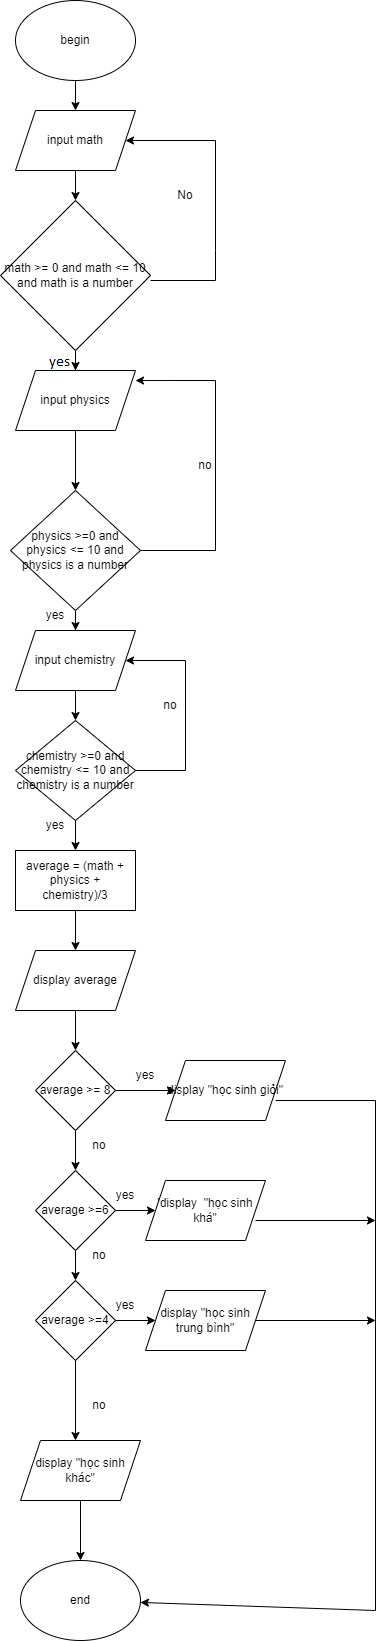 begin
input math
No
math >= 0 and math <= 10
and math is a number
yes
input physics
no
physics >=0 and
physics <= 10 and
physics is a number
yes
input chemistry
no
chemistry >=0 and
chemistry <= 10 and
chemistry is a number
yes
average = (math +
physics +
chemistry)/3
display average
yes
average >= 8
display "học sinh giỏi"
no
yes
average >=6
display "học sinh
khá"
no
yes
average >=4
display "học sinh
trung bình"
no
display "học sinh
khác"
end